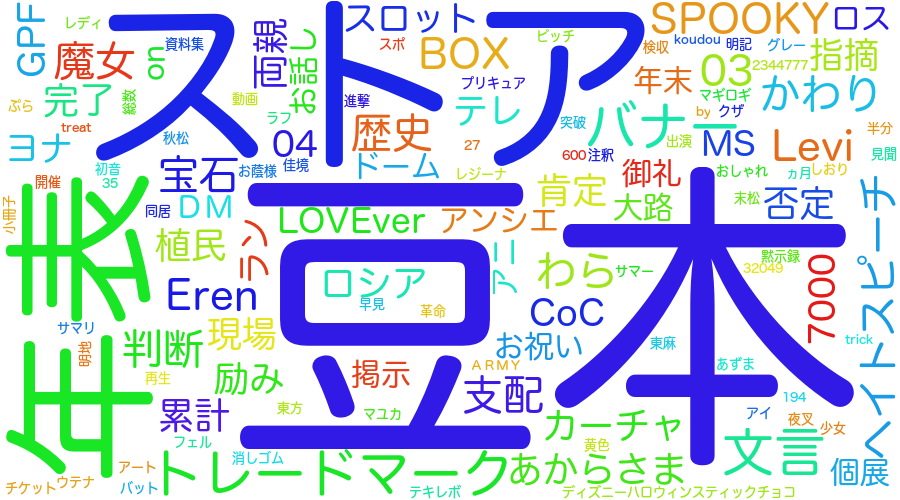 GPF
レディ
資料集
ストア
両親
お話し
スロット
スポ
BOX
ピッチ
SPOOKY
ロス
検収
koudou
明記
グレー
指摘
2344777
魔女
on
完了
総数
動画
進撃
プリキュア
年末
03
マギロギ
かわり
ぷら
ヨナ
treat
秋松
ラフ
04
歴史
テレ
突破
バナー
by
クザ
出演
MS
Levi
半分
見聞
初音
35
開催
宝石
お蔭様
佳境
ドーム
レジーナ
27
600
注釈
御礼
おしゃれ
ヵ月
しおり
小冊子
同居
DM
LOVEver
アンシエ
肯定
大路
末松
否定
年表
植民
ラン
豆本
ロシア
早見
革命
アニ
わら
サマー
黙示録
32049
7000
ヘイトスピーチ
サマリ
Eren
CoC
明時
判断
現場
お祝い
東麻
trick
再生
励み
掲示
ARMY
支配
あずま
194
累計
東方
マユカ
カーチャ
アイ
夜叉
少女
フェル
黄色
文言
消しゴム
トレードマーク
あからさま
個展
アート
チケット
ウテナ
バット
テキレボ
ディズニーハロウィンスティックチョコ